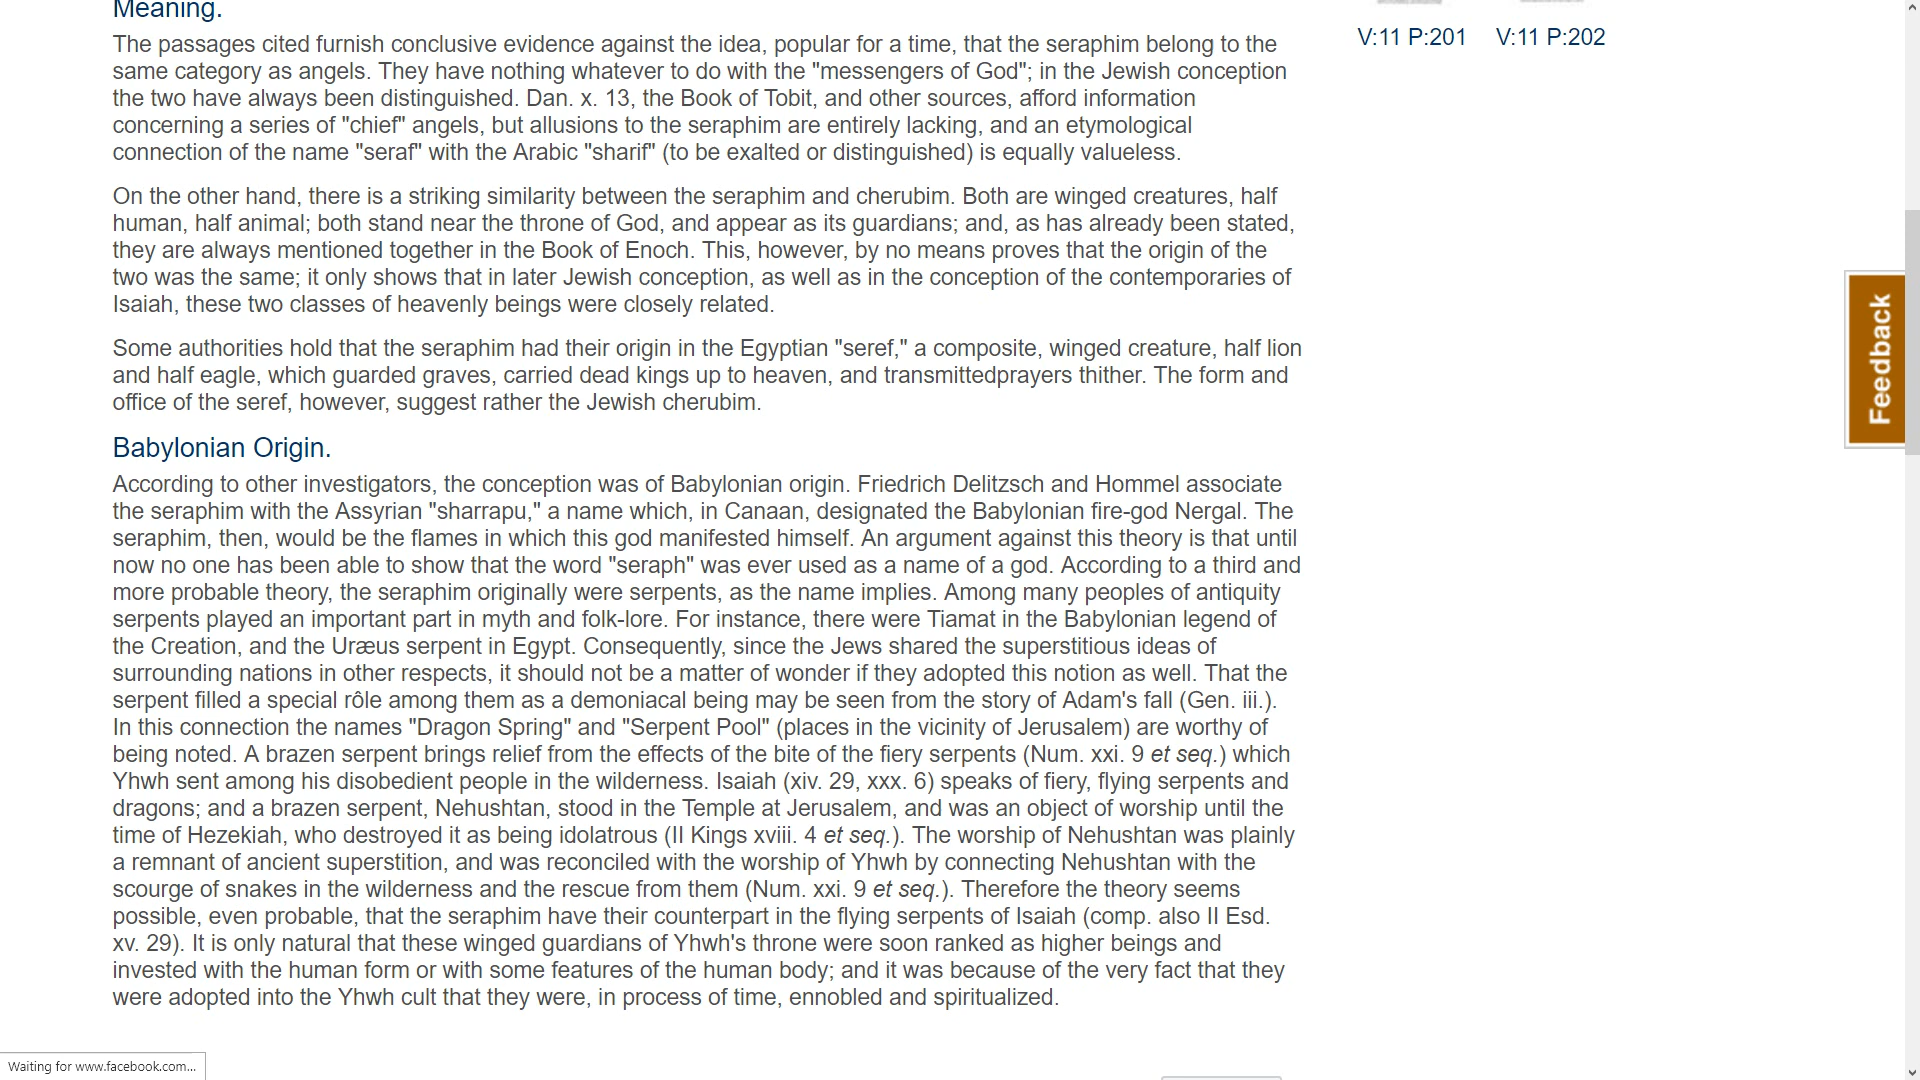 Meaning.
The passages cited furnish conclusive evidence against the idea, popular for a time, that the seraphim belong to the
same category as angels. They have nothing whatever to do with the "messengers of God"; in the Jewish conception
the two have always been distinguished. Dan. x. 13, the Book of Tobit, and other sources, afford information
concerning a series of "chief" angels, but allusions to the seraphim are entirely lacking, and an etymological
connection of the name "seraf" with the Arabic "sharif" (to be exalted or distinguished) is equally valueless.
On the other hand, there is a striking similarity between the seraphim and cherubim. Both are winged creatures, half
human, half animal; both stand near the throne of God, and appear as its guardians; and, as has already been stated,
they are always mentioned together in the Book of Enoch. This, however, by no means proves that the origin of the
two was the same; it only shows that in later Jewish conception, as well as in the conception of the contemporaries of
Isaiah, these two classes of heavenly beings were closely related.
Some authorities hold that the seraphim had their origin in the Egyptian "seref," a composite, winged creature, half lion
and half eagle, which guarded graves, carried dead kings up to heaven, and transmittedprayers thither. The form and
office of the seref, however, suggest rather the Jewish cherubim.
Babylonian Origin.
According to other investigators, the conception was of Babylonian origin. Friedrich Delitzsch and Hommel associate
the seraphim with the Assyrian "sharrapu," a name which, in Canaan, designated the Babylonian fire-god Nergal. The
seraphim, then, would be the flames in which this god manifested himself. An argument against this theory is that until
now no one has been able to show that the word "seraph" was ever used as a name of a god. According to a third and
more probable theory, the seraphim originally were serpents, as the name implies. Among many peoples of antiquity
serpents played an important part in myth and folk-lore. For instance, there were Tiamat in the Babylonian legend of
the Creation, and the Uræus serpent in Egypt. Consequently, since the Jews shared the superstitious ideas of
surrounding nations in other respects, it should not be a matter of wonder if they adopted this notion as well. That the
serpent filled a special rôle among them as a demoniacal being may be seen from the story of Adam's fall (Gen. iii.).
In this connection the names "Dragon Spring" and "Serpent Pool" (places in the vicinity of Jerusalem) are worthy of
being noted. A brazen serpent brings relief from the effects of the bite of the fiery serpents (Num. xxi. 9 et seq.) which
Yhwh sent among his disobedient people in the wilderness. Isaiah (xiv. 29, xxx. 6) speaks of fiery, flying serpents and
dragons; and a brazen serpent, Nehushtan, stood in the Temple at Jerusalem, and was an object of worship until the
time of Hezekiah, who destroyed it as being idolatrous (II Kings xviii. 4 et seq.). The worship of Nehushtan was plainly
a remnant of ancient superstition, and was reconciled with the worship of Yhwh by connecting Nehushtan with the
scourge of snakes in the wilderness and the rescue from them (Num. xxi. 9 et seq.). Therefore the theory seems
possible, even probable, that the seraphim have their counterpart in the flying serpents of Isaiah (comp. also II Esd.
xv. 29). It is only natural that these winged guardians of Yhwh's throne were soon ranked as higher beings and
invested with the human form or with some features of the human body; and it was because of the very fact that they
were adopted into the Yhwh cult that they were, in process of time, ennobled and spiritualized.
V:11 P:201 V:11 P:202
Feedback
Waiting for www.facebook.com...